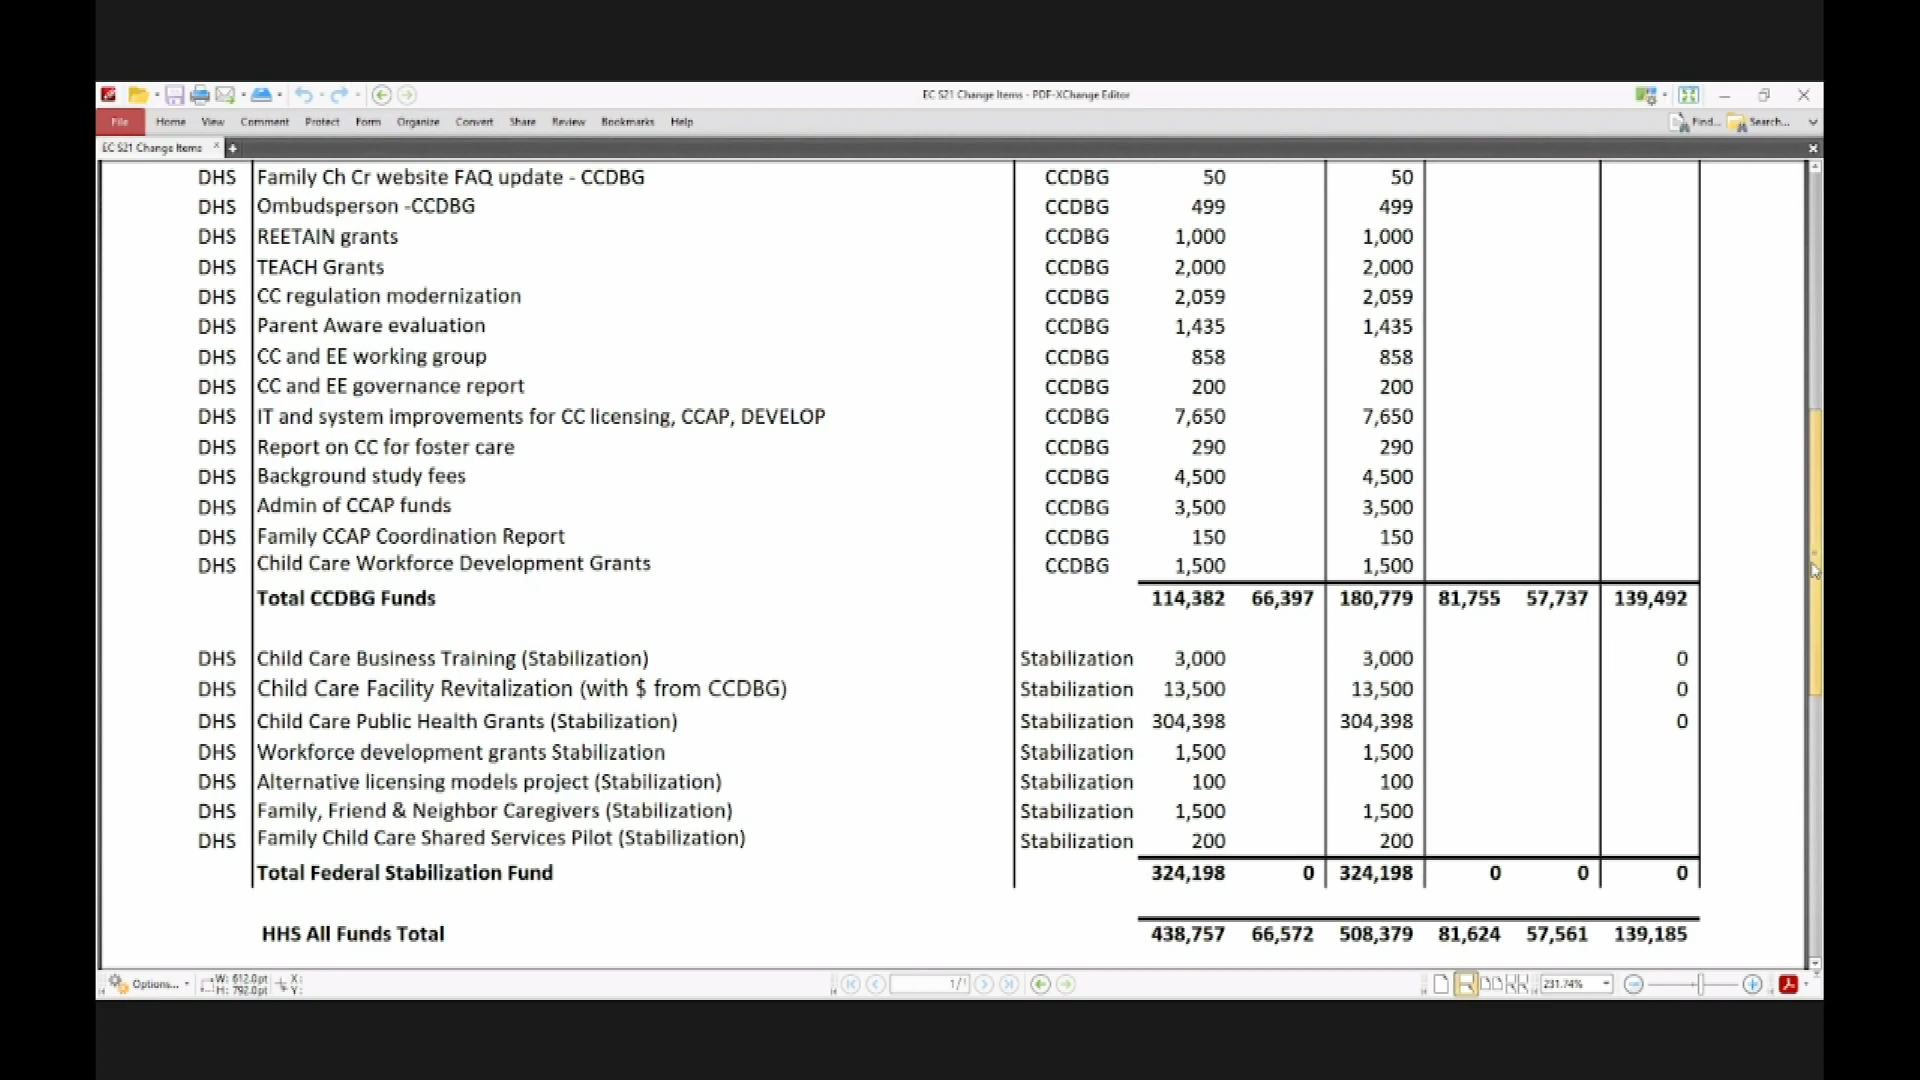 EC S21 Change Items - PDF-XChange Editor
File Home View Comment Protect Form Organize Convert Share Review Bookmarks Help Find... Search...
EC S21 Change Items
DHS Family Ch Cr website FAQ update - CCDBG CCDBG 50 50
DHS Ombudsperson -CCDBG CCDBG 499 499
DHS REETAIN grants CCDBG 1,000 1,000
DHS TEACH Grants CCDBG 2,000 2,000
DHS CC regulation modernization CCDBG 2,059 2,059
DHS Parent Aware evaluation CCDBG 1,435 1,435
DHS CC and EE working group CCDBG 858 858
DHS CC and EE governance report CCDBG 200 200
DHS IT and system improvements for CC licensing, CCAP, DEVELOP CCDBG 7,650 7,650
DHS Report on CC for foster care CCDBG 290 290
DHS Background study fees CCDBG 4,500 4,500
DHS Admin of CCAP funds CCDBG 3,500 3,500
DHS Family CCAP Coordination Report CCDBG 150 150
DHS Child Care Workforce Development Grants CCDBG 1,500 1,500
Total CCDBG Funds 114,382 66,397 180,779 81,755 57,737 139,492
DHS Child Care Business Training (Stabilization) Stabilization 3,000 3,000 0
DHS Child Care Facility Revitalization (with $ from CCDBG) Stabilization 13,500 13,500 0
DHS Child Care Public Health Grants (Stabilization) Stabilization 304,398 304,398 0
DHS Workforce development grants Stabilization Stabilization 1,500 1,500
DHS Alternative licensing models project (Stabilization) Stabilization 100 100
DHS Family, Friend & Neighbor Caregivers (Stabilization) Stabilization 1,500 1,500
DHS Family Child Care Shared Services Pilot (Stabilization) Stabilization 200 200
Total Federal Stabilization Fund 324,198 0 324,198 0 0 0
HHS All Funds Total 438,757 66,572 508,379 81,624 57,561 139,185
Options... W: 612.0pt X:
H: 792.0pt Y:
1/1
231.74%